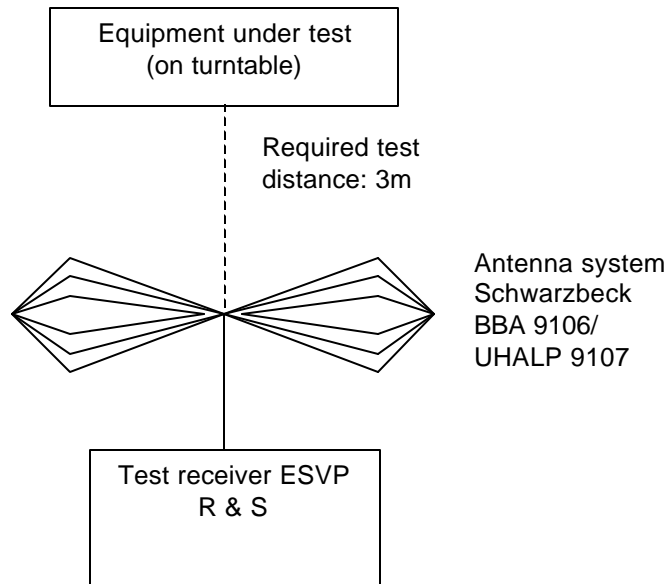 Equipment under test
(on turntable)
Required test
distance: 3m
Antenna system
Schwarzbeck
BBA 9106/
UHALP 9107
Test receiver ESVP
R & S